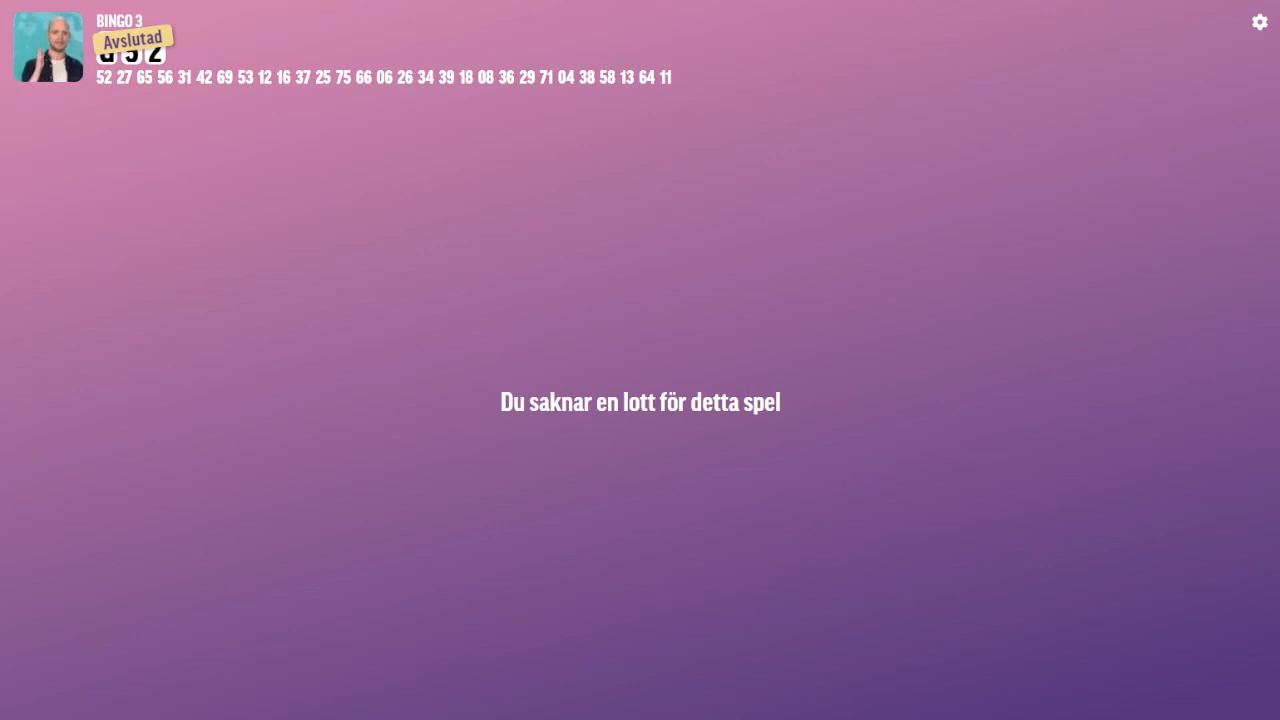 BINGO 3
Avslutad
G 5 2
52 27 65 56 31 42 69 53 12 16 37 25 75 66 06 26 34 39 18 08 36 29 71 04 38 58 13 64 11
Du saknar en lott för detta spel